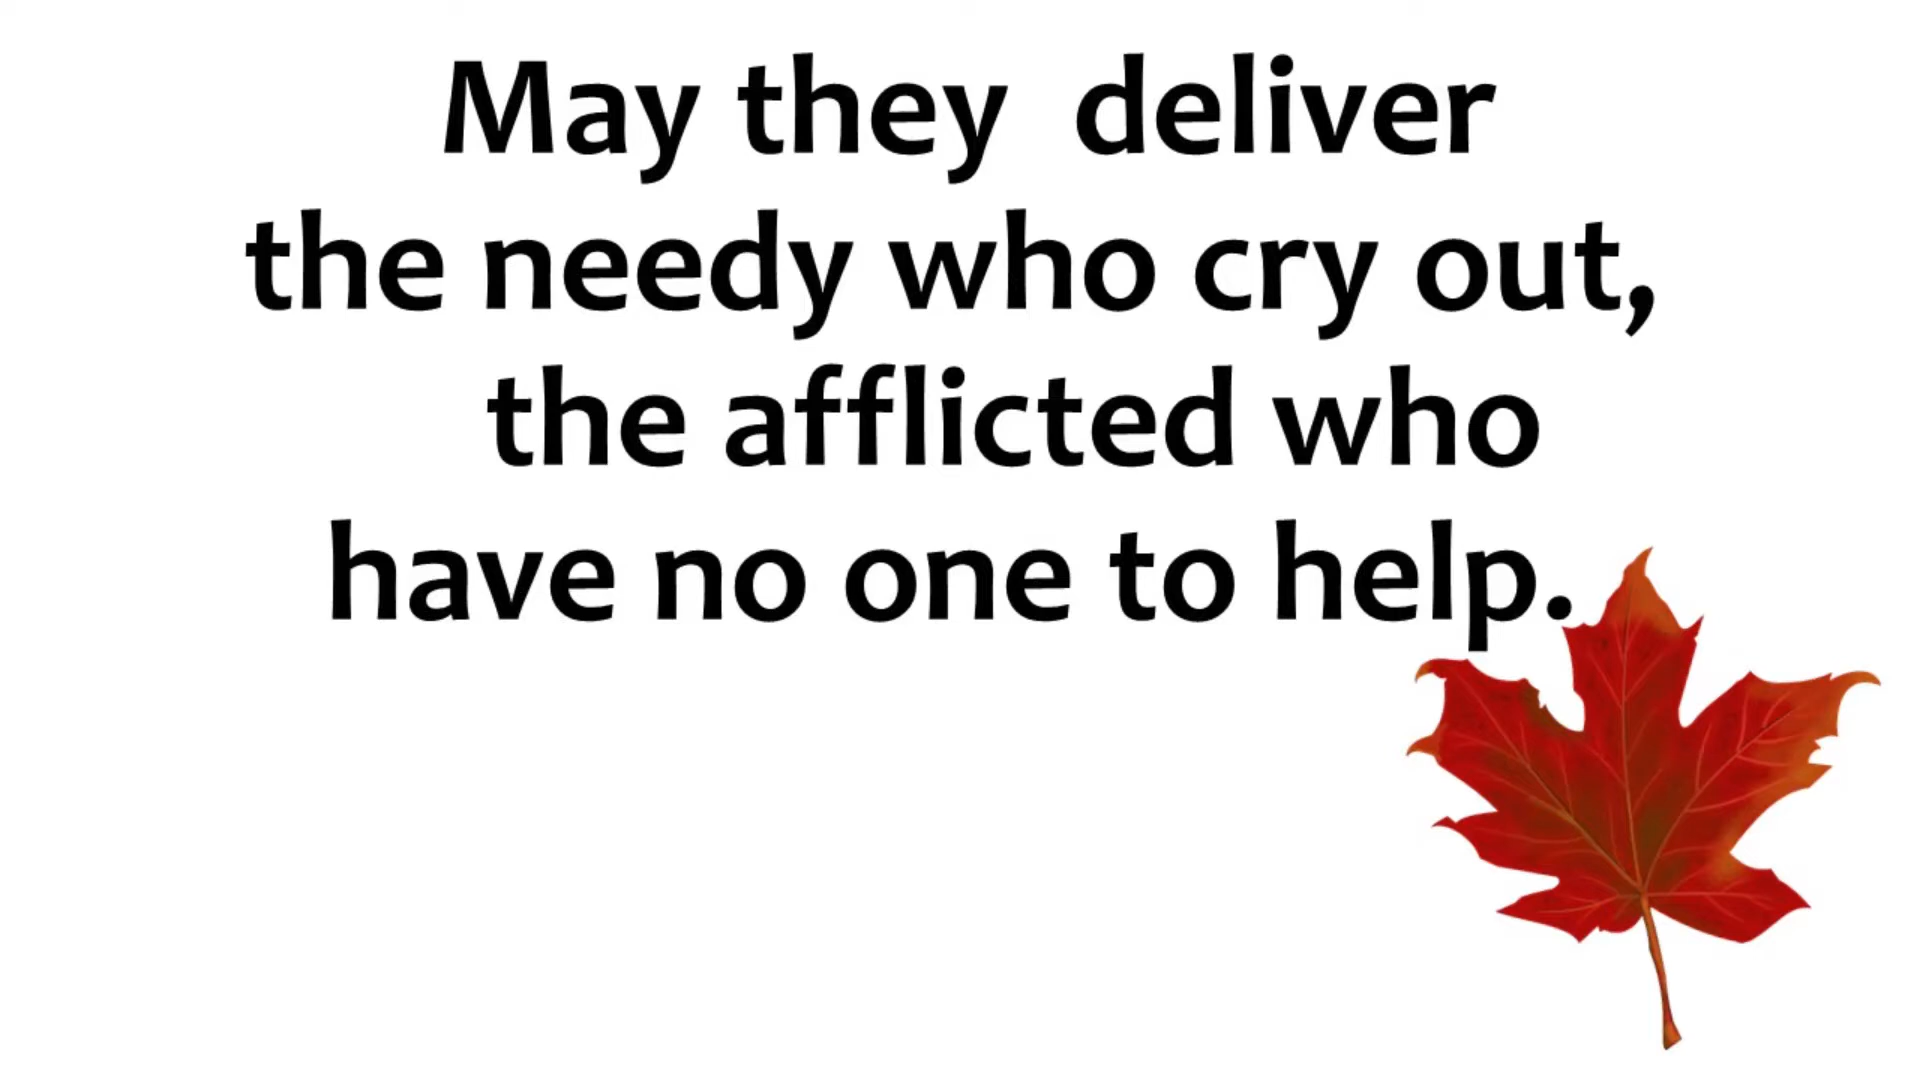 May they  deliver
the needy who cry out,
the afflicted who
have no one to help.